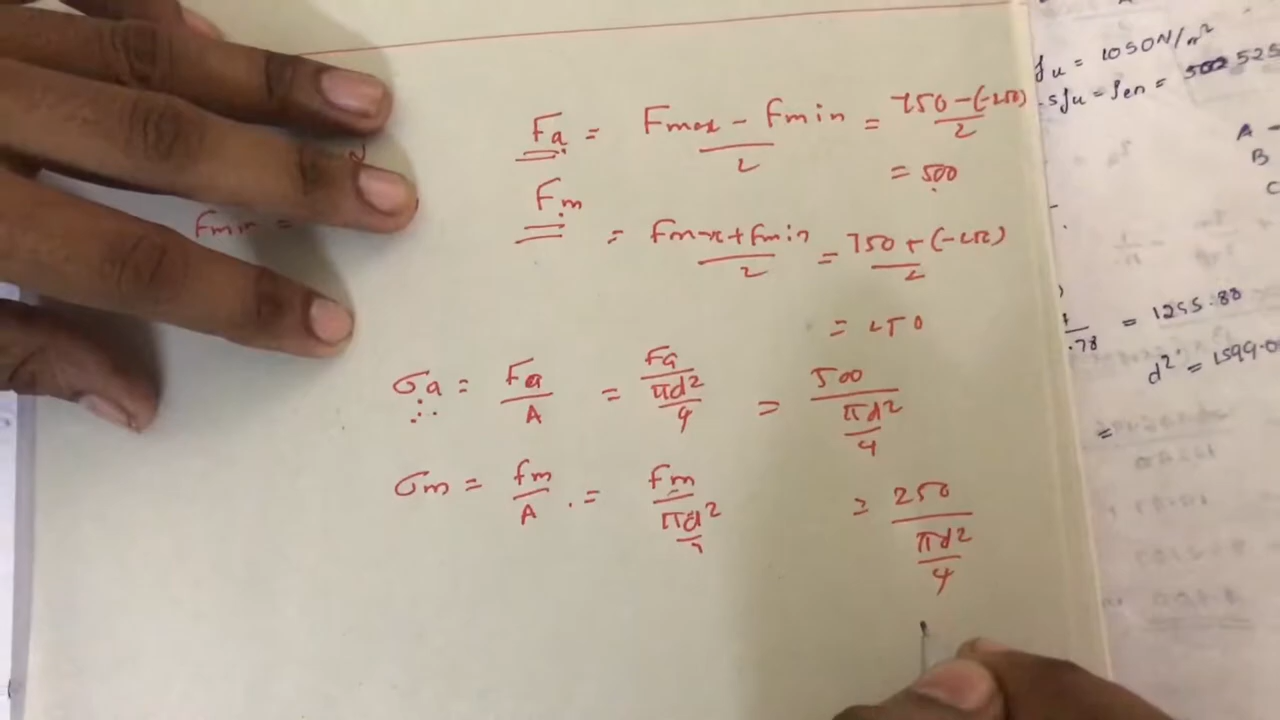 Fa = Fmax - Fmin / 2 = 750 - (-250) / 2
= 500
Fmin =
Fm = Fmax + Fmin / 2 = 750 + (-250) / 2
= 250
σa = Fa / A = Fa / πd² / 4 = 500 / πd² / 4
∴
σm = fm / A . = Fm / πd² / 4 = 250 / πd² / 4
fu = 1050 N/m²
.5fu = fen = 525
A -
B
C
.78 = 1255.88
d² = 1599.0
=